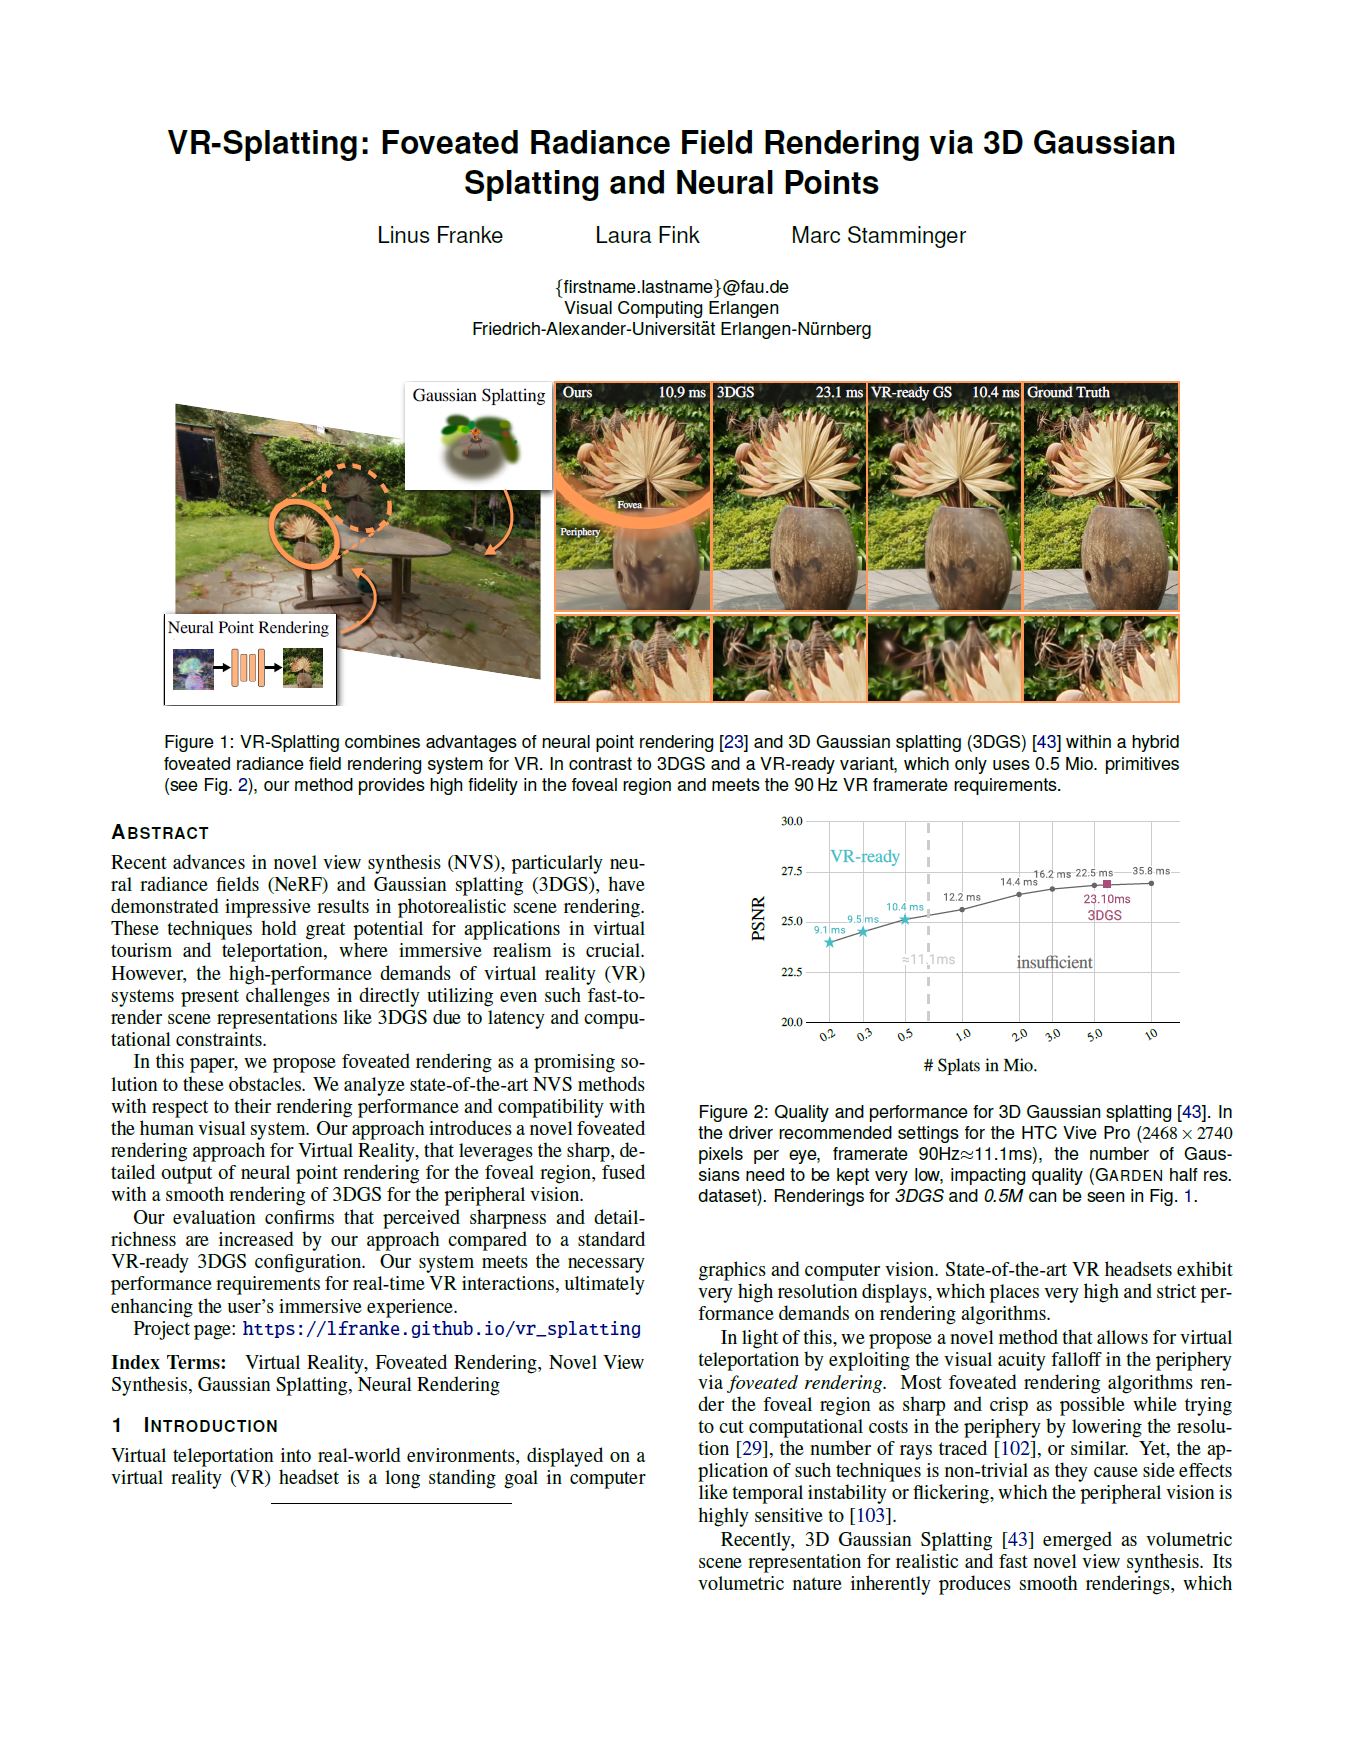 VR-Splatting: Foveated Radiance Field Rendering via 3D Gaussian
Splatting and Neural Points
Linus Franke Laura Fink Marc Stamminger
{firstname.lastname}@fau.de
Visual Computing Erlangen
Friedrich-Alexander-Universität Erlangen-Nürnberg
Gaussian Splatting
Neural Point Rendering
Ours 10.9 ms
Fovea
Periphery
3DGS 23.1 ms
VR-ready GS 10.4 ms
Ground Truth
Figure 1: VR-Splatting combines advantages of neural point rendering [23] and 3D Gaussian splatting (3DGS) [43] within a hybrid
foveated radiance field rendering system for VR. In contrast to 3DGS and a VR-ready variant, which only uses 0.5 Mio. primitives
(see Fig. 2), our method provides high fidelity in the foveal region and meets the 90 Hz VR framerate requirements.
ABSTRACT
Recent advances in novel view synthesis (NVS), particularly neu-
ral radiance fields (NeRF) and Gaussian splatting (3DGS), have
demonstrated impressive results in photorealistic scene rendering.
These techniques hold great potential for applications in virtual
tourism and teleportation, where immersive realism is crucial.
However, the high-performance demands of virtual reality (VR)
systems present challenges in directly utilizing even such fast-to-
render scene representations like 3DGS due to latency and compu-
tational constraints.
In this paper, we propose foveated rendering as a promising so-
lution to these obstacles. We analyze state-of-the-art NVS methods
with respect to their rendering performance and compatibility with
the human visual system. Our approach introduces a novel foveated
rendering approach for Virtual Reality, that leverages the sharp, de-
tailed output of neural point rendering for the foveal region, fused
with a smooth rendering of 3DGS for the peripheral vision.
Our evaluation confirms that perceived sharpness and detail-
richness are increased by our approach compared to a standard
VR-ready 3DGS configuration. Our system meets the necessary
performance requirements for real-time VR interactions, ultimately
enhancing the user's immersive experience.
Project page: https://lfranke.github.io/vr_splatting
Index Terms: Virtual Reality, Foveated Rendering, Novel View
Synthesis, Gaussian Splatting, Neural Rendering
1 INTRODUCTION
Virtual teleportation into real-world environments, displayed on a
virtual reality (VR) headset is a long standing goal in computer
30.0
27.5
25.0
22.5
20.0
PSNR
VR-ready
9.1 ms
9.5 ms
10.4 ms
≈11.1ms
12.2 ms
14.4 ms
16.2 ms
22.5 ms
35.8 ms
23.10ms
3DGS
insufficient
0.2 0.3 0.5 1.0 2.0 3.0 5.0 10
# Splats in Mio.
Figure 2: Quality and performance for 3D Gaussian splatting [43]. In
the driver recommended settings for the HTC Vive Pro (2468 × 2740
pixels per eye, framerate 90Hz≈11.1ms), the number of Gaus-
sians need to be kept very low, impacting quality (GARDEN half res.
dataset). Renderings for 3DGS and 0.5M can be seen in Fig. 1.
graphics and computer vision. State-of-the-art VR headsets exhibit
very high resolution displays, which places very high and strict per-
formance demands on rendering algorithms.
In light of this, we propose a novel method that allows for virtual
teleportation by exploiting the visual acuity falloff in the periphery
via foveated rendering. Most foveated rendering algorithms ren-
der the foveal region as sharp and crisp as possible while trying
to cut computational costs in the periphery by lowering the resolu-
tion [29], the number of rays traced [102], or similar. Yet, the ap-
plication of such techniques is non-trivial as they cause side effects
like temporal instability or flickering, which the peripheral vision is
highly sensitive to [103].
Recently, 3D Gaussian Splatting [43] emerged as volumetric
scene representation for realistic and fast novel view synthesis. Its
volumetric nature inherently produces smooth renderings, which